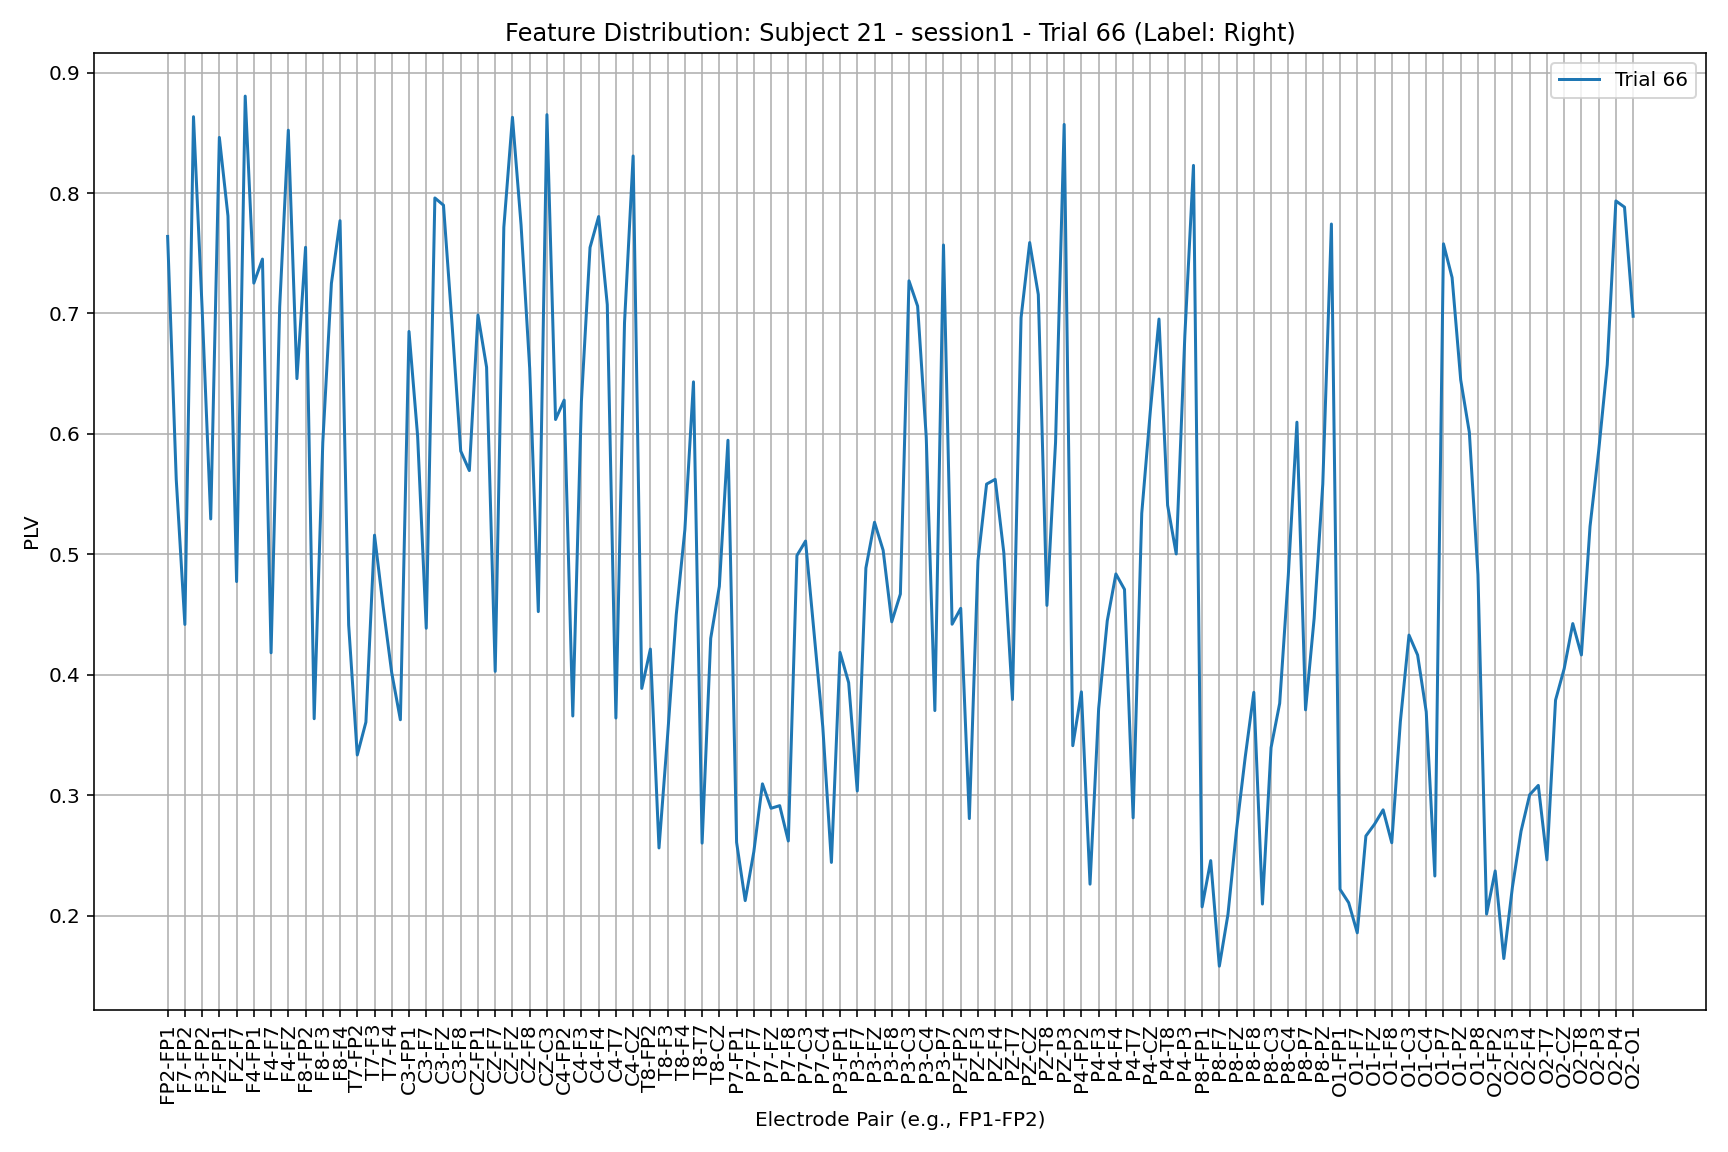 Feature Distribution: Subject 21 - session1 - Trial 66 (Label: Right)
Trial 66
PLV
0.9
0.8
0.7
0.6
0.5
0.4
0.3
0.2
FP2-FP1
F7-FP2
F3-FP2
FZ-FP1
FZ-F7
F4-FP1
F4-F7
F4-FZ
F8-FP2
F8-F3
F8-F4
T7-FP2
T7-F3
T7-F4
C3-FP1
C3-F7
C3-FZ
C3-F8
CZ-FP1
CZ-F7
CZ-FZ
CZ-F8
CZ-C3
C4-FP2
C4-F3
C4-F4
C4-T7
C4-CZ
T8-FP2
T8-F3
T8-F4
T8-T7
T8-CZ
P7-FP1
P7-F7
P7-FZ
P7-F8
P7-C3
P7-C4
P3-FP1
P3-F7
P3-FZ
P3-F8
P3-C3
P3-C4
P3-P7
PZ-FP2
PZ-F3
PZ-F4
PZ-T7
PZ-CZ
PZ-T8
PZ-P3
P4-FP2
P4-F3
P4-F4
P4-T7
P4-CZ
P4-T8
P4-P3
P8-FP1
P8-F7
P8-FZ
P8-F8
P8-C3
P8-C4
P8-P7
P8-PZ
O1-FP1
O1-F7
O1-FZ
O1-F8
O1-C3
O1-C4
O1-P7
O1-PZ
O1-P8
O2-FP2
O2-F3
O2-F4
O2-T7
O2-CZ
O2-T8
O2-P3
O2-P4
O2-O1
Electrode Pair (e.g., FP1-FP2)